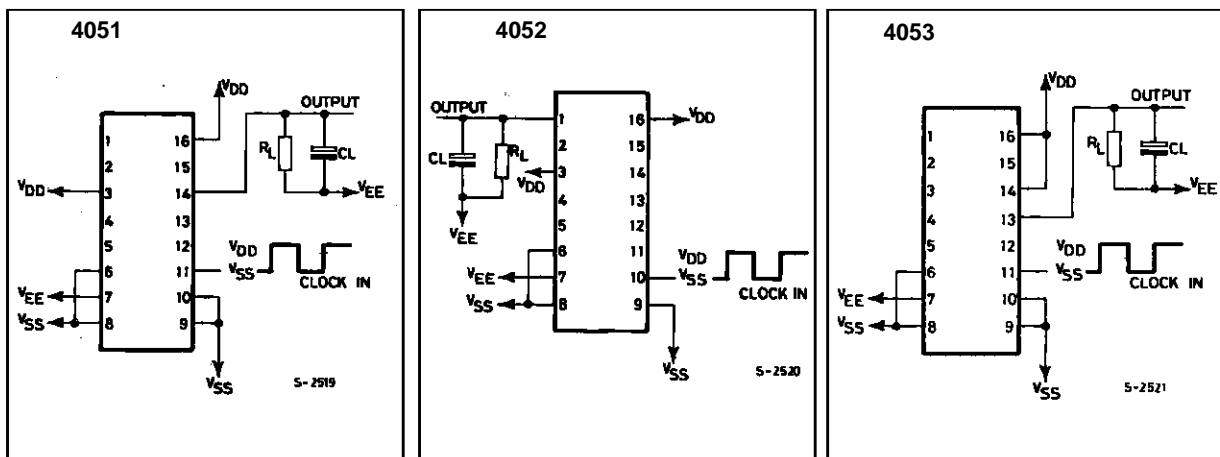 4051
VDD
OUTPUT
1 16
2 15
RL CL
VDD 3 14 VEE
4 13
5 12 VDD
6 11 VSS CLOCK IN
VEE 7 10
VSS 8 9
VSS
S-2519
4052
OUTPUT
1 16 VDD
CL RL
2 15
VDD 3 14
4 13
VEE
5 12
6 11
VEE 7 10 VSS CLOCK IN
VSS 8 9
VSS
S-2520
4053
VDD
OUTPUT
1 16
RL CL
2 15
3 14 VEE
4 13
5 12 VDD
6 11 VSS CLOCK IN
VEE 7 10
VSS 8 9
VSS
S-2521